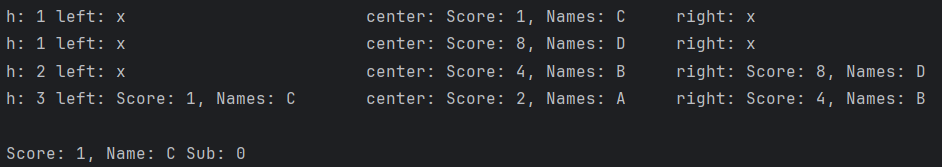 h: 1 left: x center: Score: 1, Names: C right: x
h: 1 left: x center: Score: 8, Names: D right: x
h: 2 left: x center: Score: 4, Names: B right: Score: 8, Names: D
h: 3 left: Score: 1, Names: C center: Score: 2, Names: A right: Score: 4, Names: B
Score: 1, Name: C Sub: 0